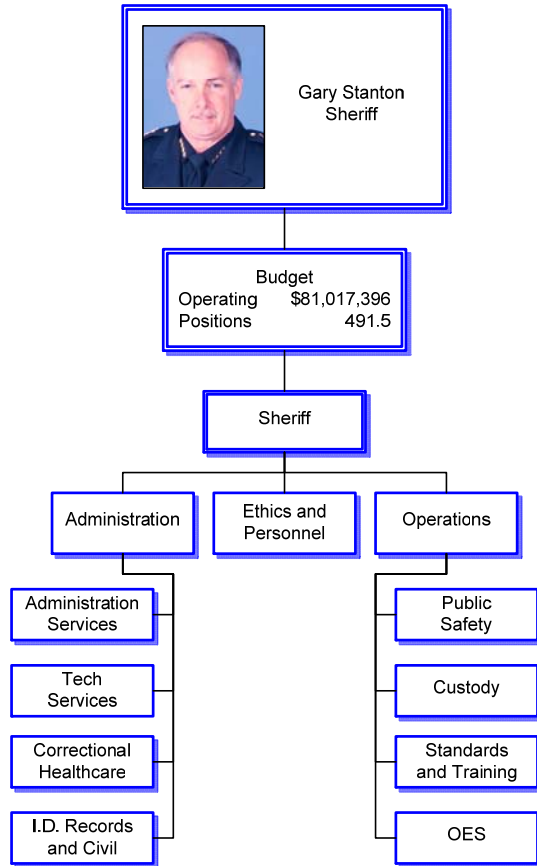 Gary Stanton
Sheriff
Budget
Operating $81,017,396
Positions 491.5
Sheriff
Administration
Ethics and
Personnel
Operations
Administration
Services
Tech
Services
Correctional
Healthcare
I.D. Records
and Civil
Public
Safety
Custody
Standards
and Training
OES